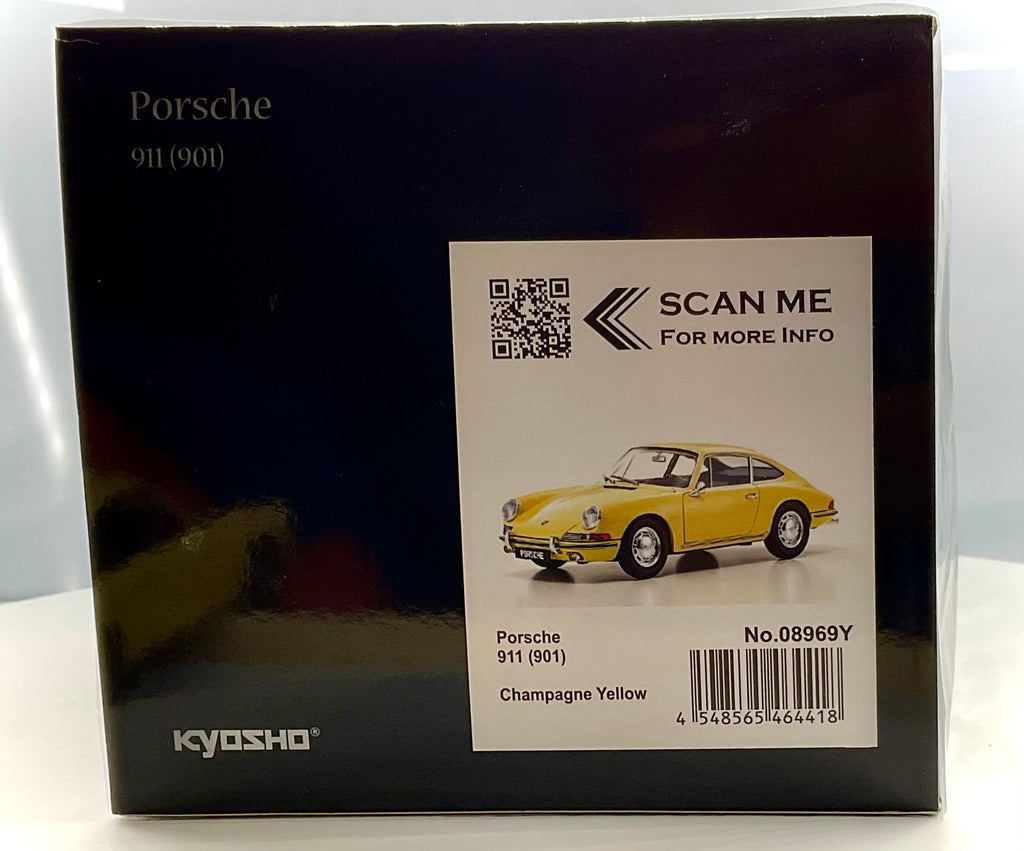 Porsche
911 (901)
SCAN ME
FOR MORE INFO
PORSCHE
Porsche
911 (901)
No.08969Y
Champagne Yellow
4 548565 464418
KYOSHO®